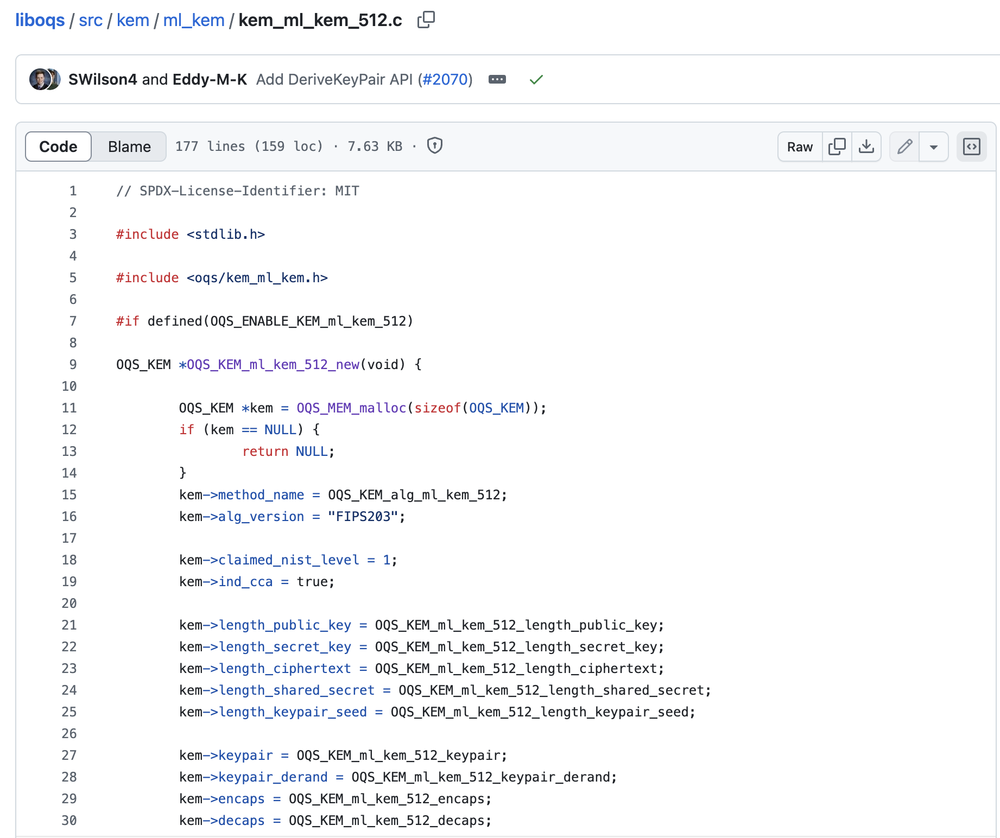 liboqs / src / kem / ml_kem / kem_ml_kem_512.c
SWilson4 and Eddy-M-K Add DeriveKeyPair API (#2070)
Code Blame 177 lines (159 loc) · 7.63 KB · Raw
1 // SPDX-License-Identifier: MIT
2
3 #include <stdlib.h>
4
5 #include <oqs/kem_ml_kem.h>
6
7 #if defined(OQS_ENABLE_KEM_ml_kem_512)
8
9 OQS_KEM *OQS_KEM_ml_kem_512_new(void) {
10
11 OQS_KEM *kem = OQS_MEM_malloc(sizeof(OQS_KEM));
12 if (kem == NULL) {
13 return NULL;
14 }
15 kem->method_name = OQS_KEM_alg_ml_kem_512;
16 kem->alg_version = "FIPS203";
17
18 kem->claimed_nist_level = 1;
19 kem->ind_cca = true;
20
21 kem->length_public_key = OQS_KEM_ml_kem_512_length_public_key;
22 kem->length_secret_key = OQS_KEM_ml_kem_512_length_secret_key;
23 kem->length_ciphertext = OQS_KEM_ml_kem_512_length_ciphertext;
24 kem->length_shared_secret = OQS_KEM_ml_kem_512_length_shared_secret;
25 kem->length_keypair_seed = OQS_KEM_ml_kem_512_length_keypair_seed;
26
27 kem->keypair = OQS_KEM_ml_kem_512_keypair;
28 kem->keypair_derand = OQS_KEM_ml_kem_512_keypair_derand;
29 kem->encaps = OQS_KEM_ml_kem_512_encaps;
30 kem->decaps = OQS_KEM_ml_kem_512_decaps;